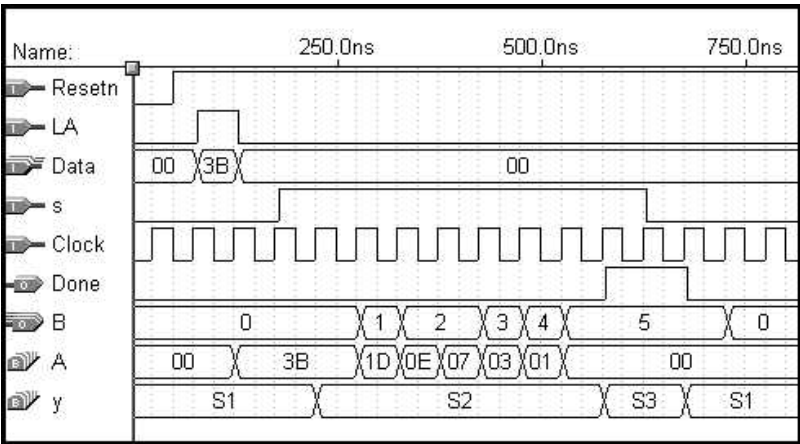 Name: 250.0ns 500.0ns 750.0ns
I Resetn
I LA
I Data 00 3B 00
I s
I Clock
O Done
O B 0 1 2 3 4 5 0
B A 00 3B 1D 0E 07 03 01 00
B y S1 S2 S3 S1